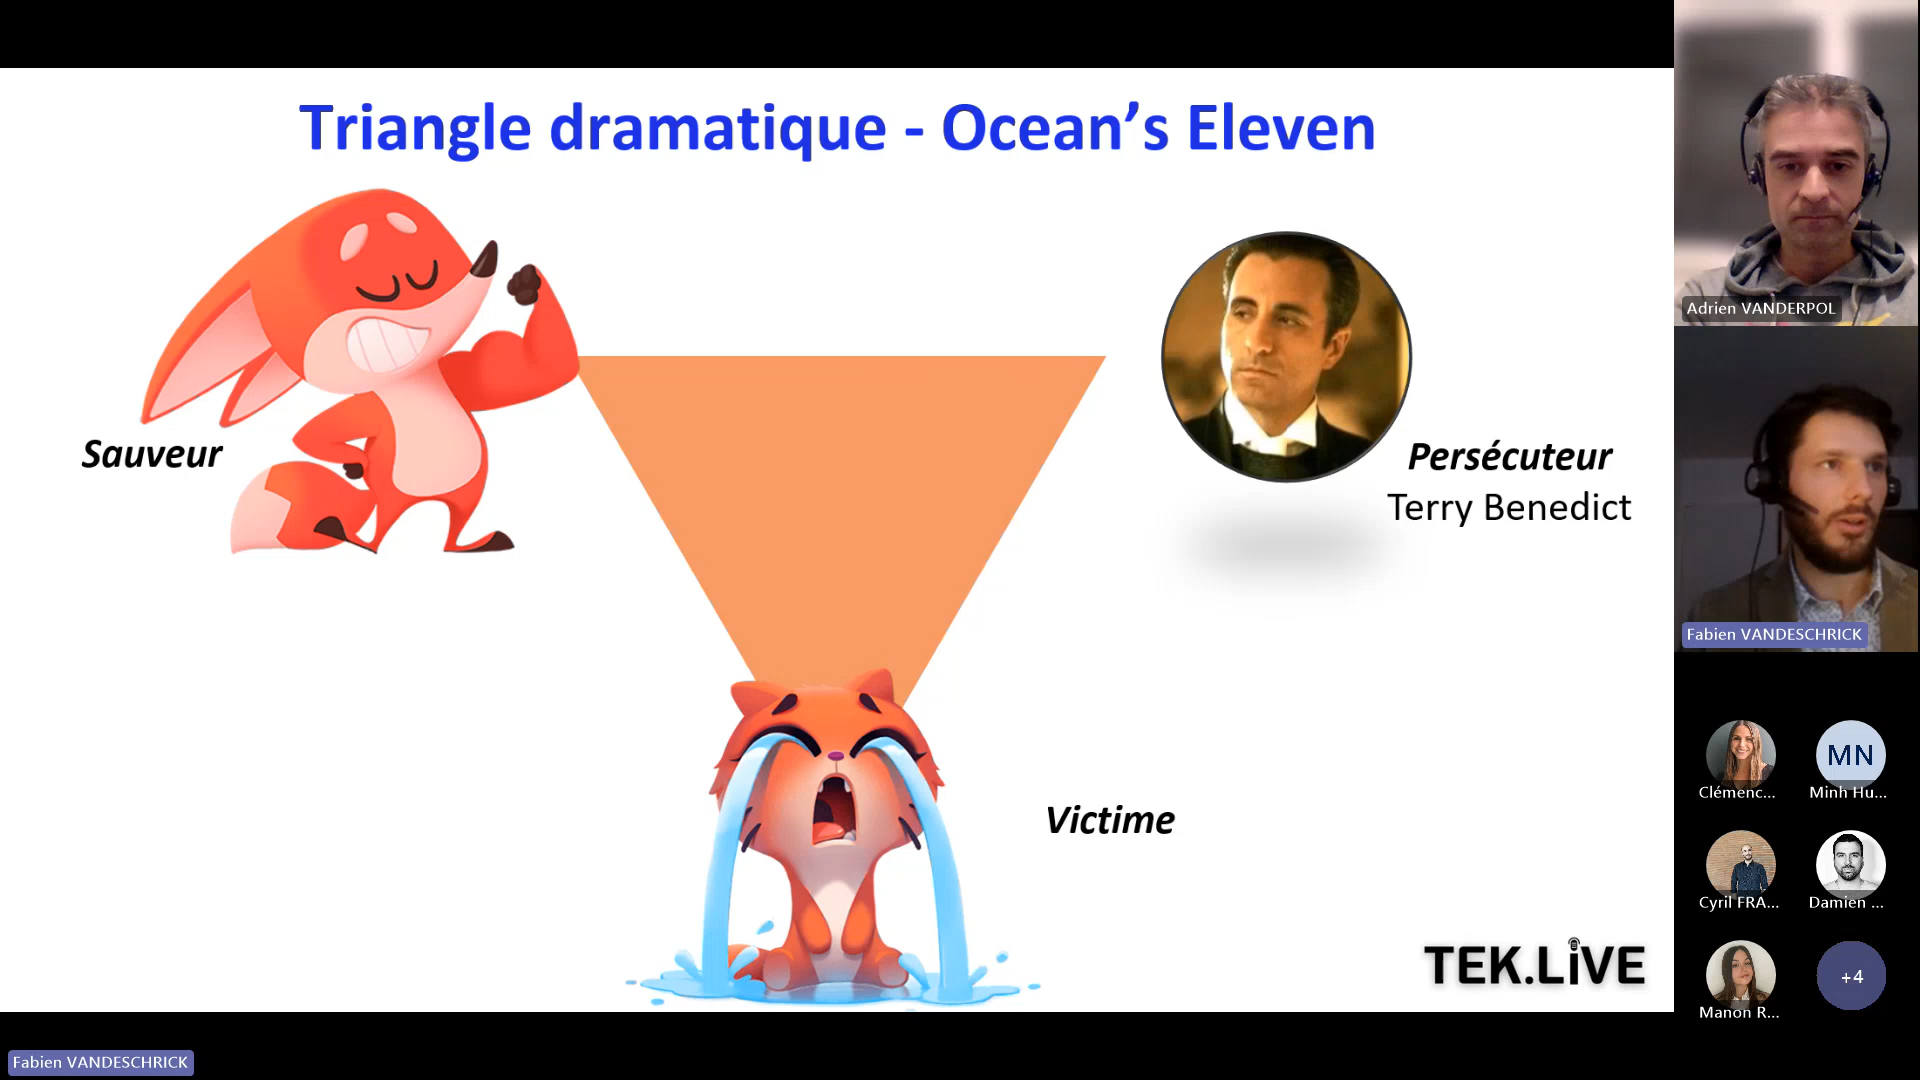 Triangle dramatique - Ocean’s Eleven
Sauveur
Persécuteur
Terry Benedict
Victime
TEK.LiVE
Adrien VANDERPOL
Fabien VANDESCHRICK
Clémenc...
MN
Minh Hu...
Cyril FRA...
Damien ...
Manon R...
+4
Fabien VANDESCHRICK